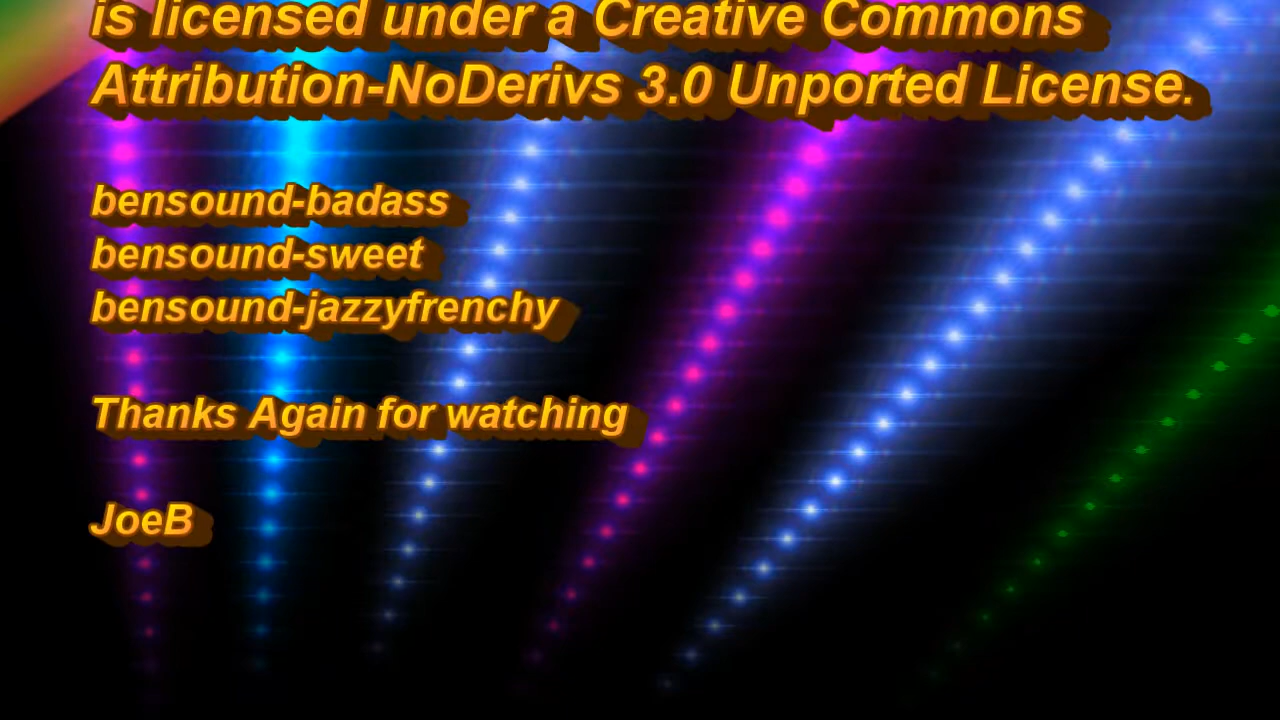 is licensed under a Creative Commons
Attribution-NoDerivs 3.0 Unported License.
bensound-badass
bensound-sweet
bensound-jazzyfrenchy
Thanks Again for watching
JoeB